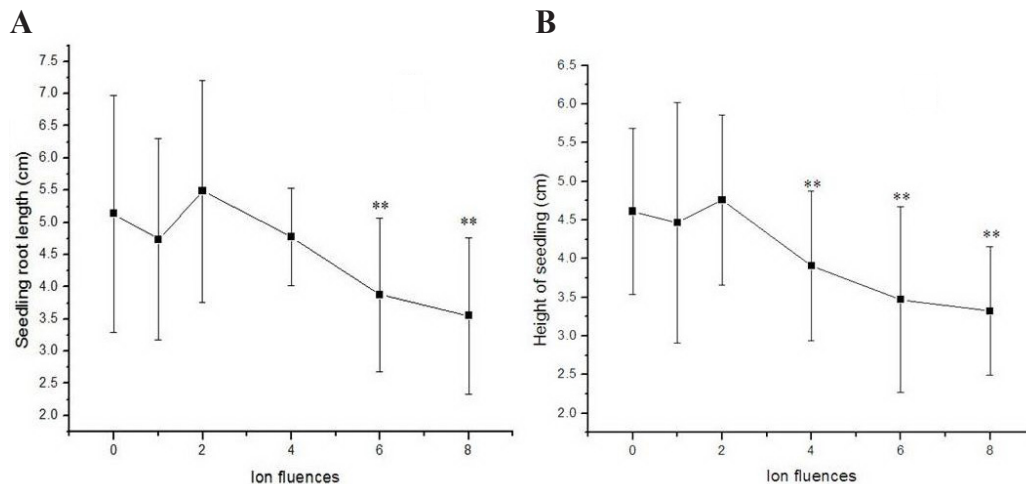 A
B
Seedling root length (cm)
7.5
7.0
6.5
6.0
5.5
5.0
4.5
4.0
3.5
3.0
2.5
2.0
** **
0 2 4 6 8
Ion fluences
Height of seedling (cm)
6.5
6.0
5.5
5.0
4.5
4.0
3.5
3.0
2.5
2.0
** ** **
0 2 4 6 8
Ion fluences